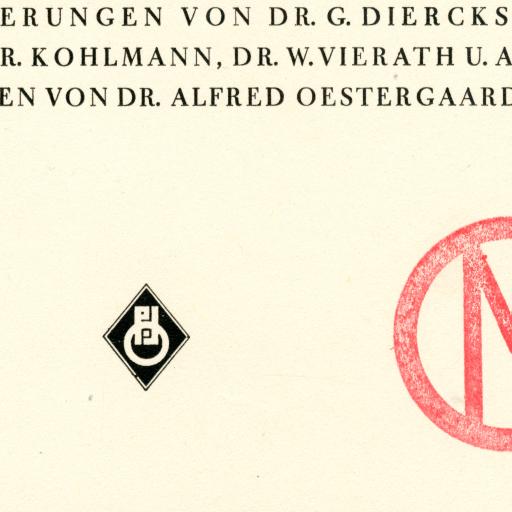 ERUNGEN VON DR. G. DIERCKS
R. KOHLMANN, DR. W. VIERATH U. A
EN VON DR. ALFRED OESTERGAARD